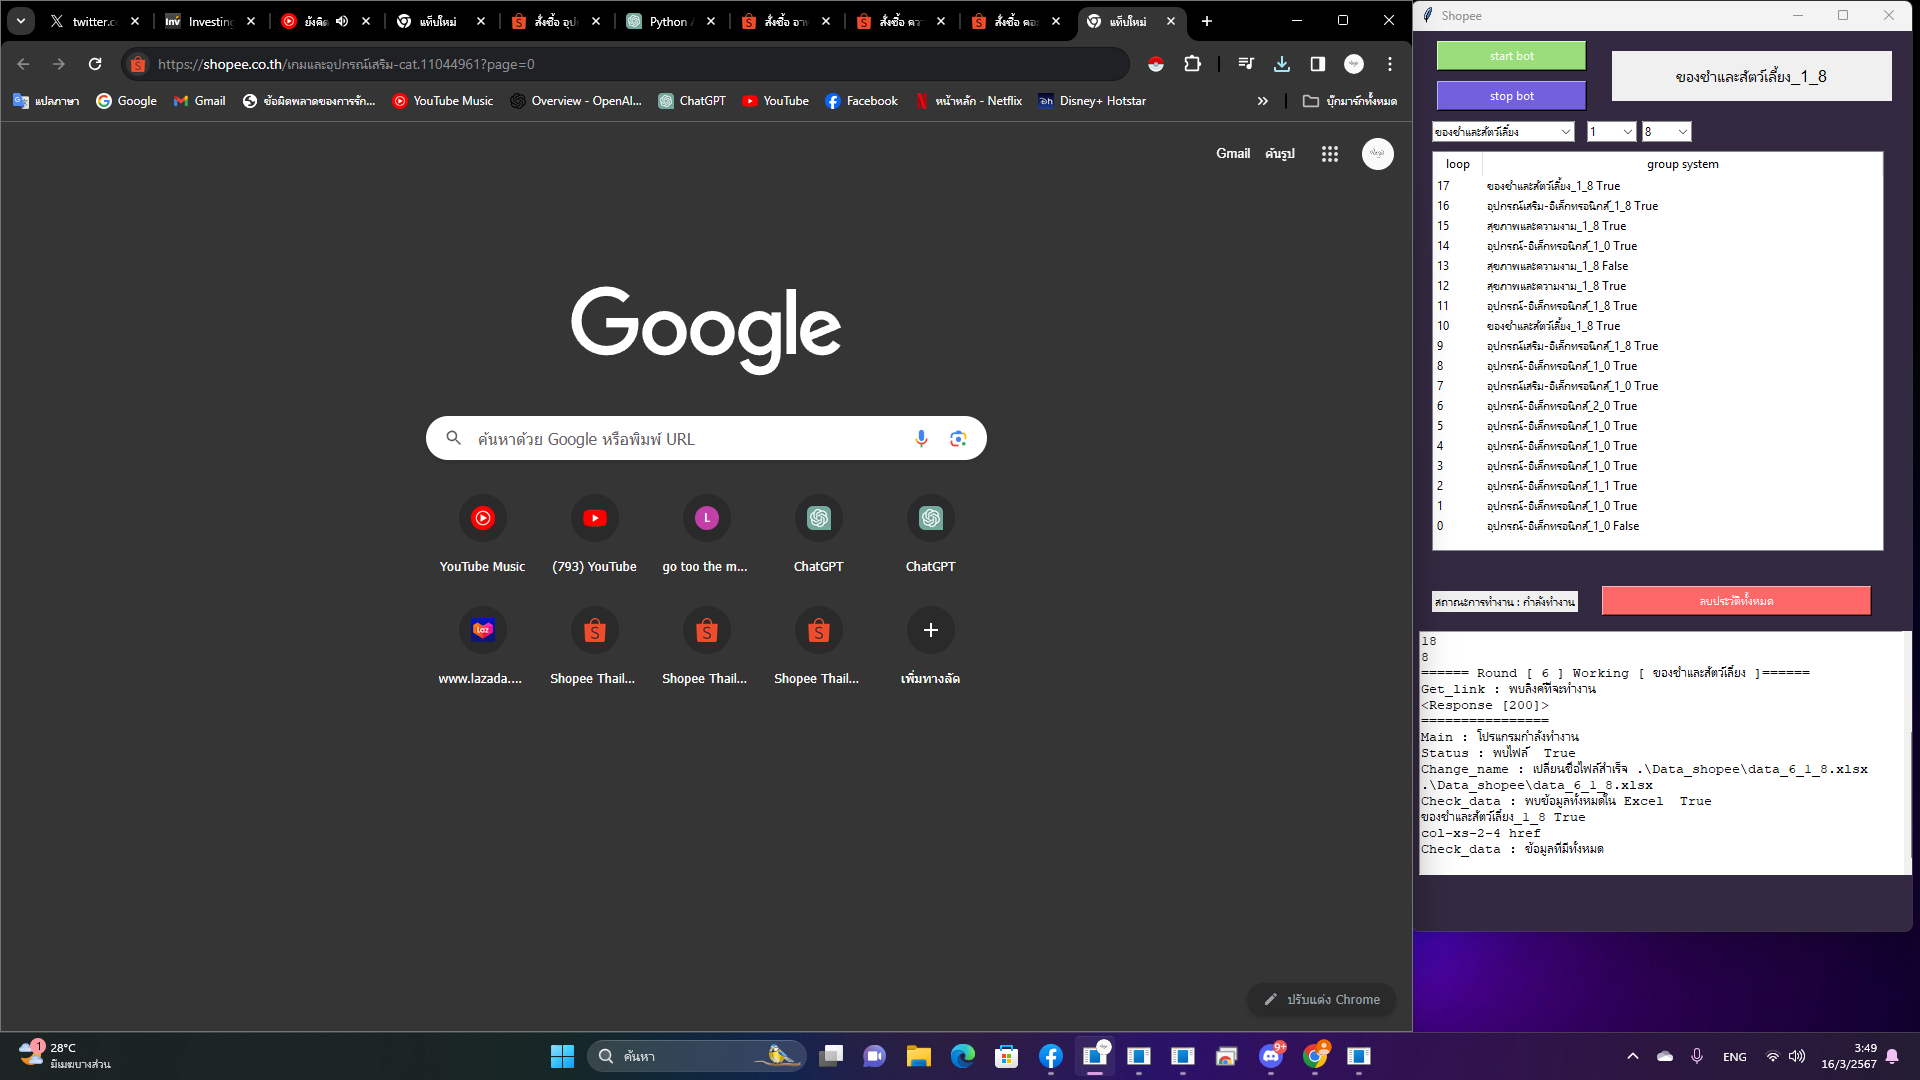 twitter.c
Investing
ยังติด
แท็บใหม่
สั่งซื้อ อุป
Python
สั่งซื้อ อา
สั่งซื้อ คว
สั่งซื้อ คอ
แท็บใหม่
https://shopee.co.th/เกมและอุปกรณ์เสริม-cat.11044961?page=0
แปลภาษา
Google
Gmail
ข้อผิดพลาดของการรัก...
YouTube Music
Overview - OpenAI...
ChatGPT
YouTube
Facebook
หน้าหลัก - Netflix
Disney+ Hotstar
บุ๊กมาร์กทั้งหมด
Gmail
ค้นรูป
Google
ค้นหาด้วย Google หรือพิมพ์ URL
YouTube Music
(793) YouTube
L
go too the m...
ChatGPT
ChatGPT
www.lazada....
Shopee Thail...
Shopee Thail...
Shopee Thail...
เพิ่มทางลัด
ปรับแต่ง Chrome
Shopee
start bot
stop bot
ของชำและสัตว์เลี้ยง_1_8
ของชำและสัตว์เลี้ยง
1
8
loop
group system
17 ของชำและสัตว์เลี้ยง_1_8 True
16 อุปกรณ์เสริม-อิเล็กทรอนิกส์_1_8 True
15 สุขภาพและความงาม_1_8 True
14 อุปกรณ์-อิเล็กทรอนิกส์_1_0 True
13 สุขภาพและความงาม_1_8 False
12 สุขภาพและความงาม_1_8 True
11 อุปกรณ์-อิเล็กทรอนิกส์_1_8 True
10 ของชำและสัตว์เลี้ยง_1_8 True
9 อุปกรณ์เสริม-อิเล็กทรอนิกส์_1_8 True
8 อุปกรณ์-อิเล็กทรอนิกส์_1_0 True
7 อุปกรณ์เสริม-อิเล็กทรอนิกส์_1_0 True
6 อุปกรณ์-อิเล็กทรอนิกส์_2_0 True
5 อุปกรณ์-อิเล็กทรอนิกส์_1_0 True
4 อุปกรณ์-อิเล็กทรอนิกส์_1_0 True
3 อุปกรณ์-อิเล็กทรอนิกส์_1_0 True
2 อุปกรณ์-อิเล็กทรอนิกส์_1_1 True
1 อุปกรณ์-อิเล็กทรอนิกส์_1_0 True
0 อุปกรณ์-อิเล็กทรอนิกส์_1_0 False
สถาณะการทำงาน : กำลังทำงาน
ลบประวัติทั้งหมด
18
8
====== Round [ 6 ] Working [ ของชำและสัตว์เลี้ยง ]======
Get_link : พบลิงค์ที่จะทำงาน
<Response [200]>
================
Main : โปรแกรมกำลังทำงาน
Status : พบไฟล์  True
Change_name : เปลี่ยนชื่อไฟล์สำเร็จ .\Data_shopee\data_6_1_8.xlsx
.\Data_shopee\data_6_1_8.xlsx
Check_data : พบข้อมูลทั้งหมดใน Excel  True
ของชำและสัตว์เลี้ยง_1_8 True
col-xs-2-4 href
Check_data : ข้อมูลที่มีทั้งหมด
1
28°C
มีเมฆบางส่วน
ค้นหา
9+
ENG
3:49
16/3/2567